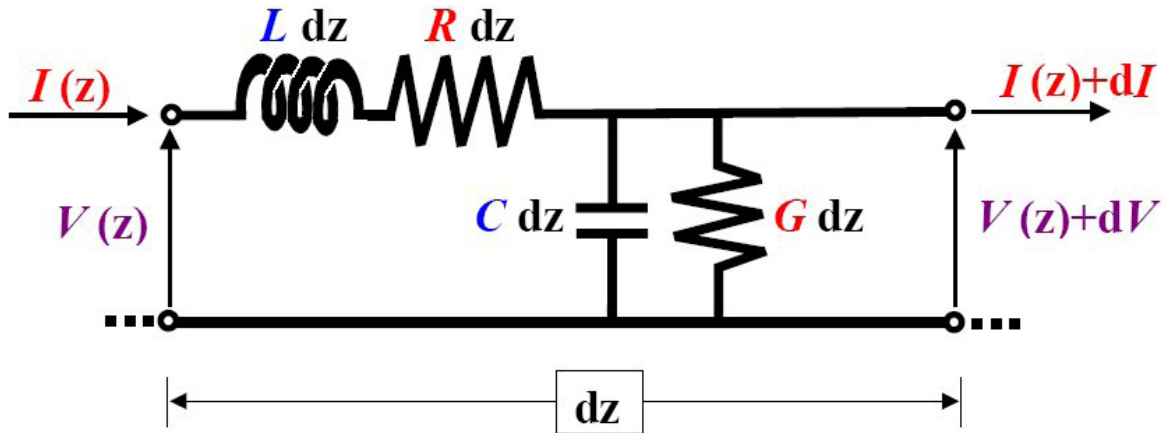 L dz R dz
I (z) I (z)+dI
V (z) C dz G dz V (z)+dV
dz